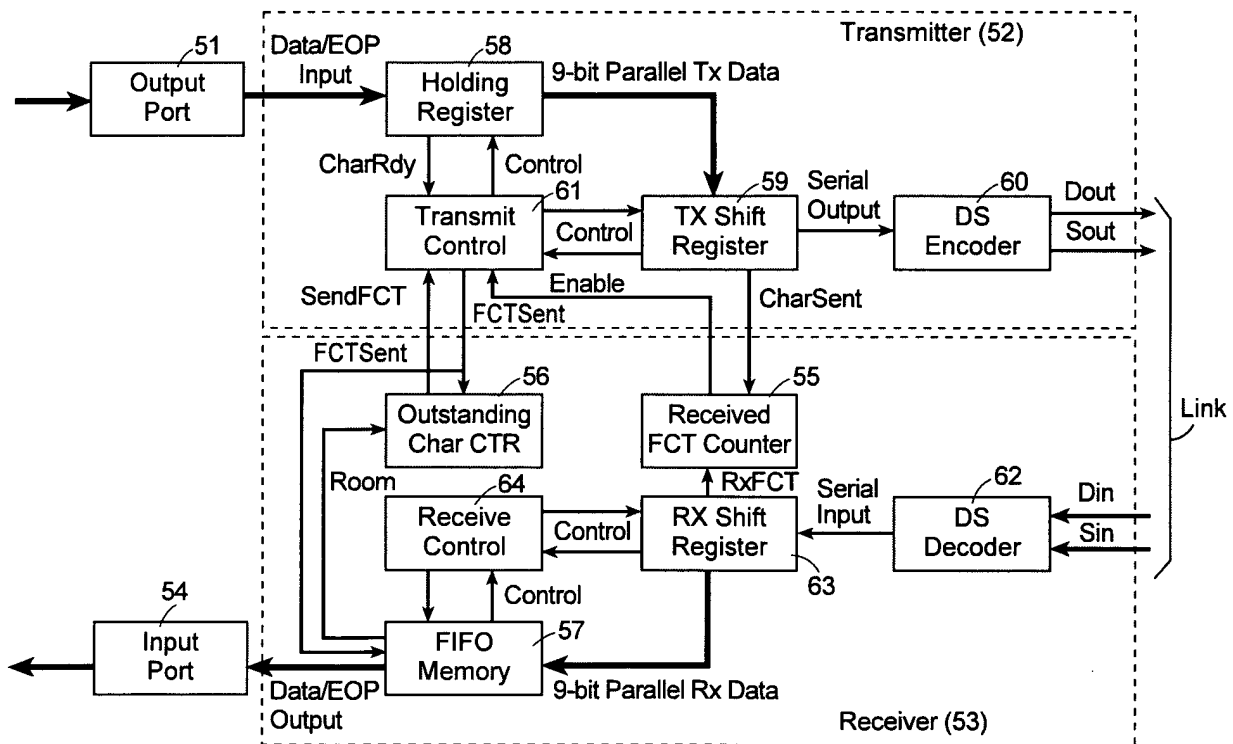 Transmitter (52)
51
Output
Port
Data/EOP
Input
58
Holding
Register
9-bit Parallel Tx Data
CharRdy
Control
61
Transmit
Control
Control
59
TX Shift
Register
Serial
Output
60
DS
Encoder
Dout
Sout
SendFCT
FCTSent
Enable
CharSent
FCTSent
56
Outstanding
Char CTR
55
Received
FCT Counter
Link
Room
64
Receive
Control
Control
RxFCT
RX Shift
Register
63
Serial
Input
62
DS
Decoder
Din
Sin
Control
54
Input
Port
57
FIFO
Memory
Data/EOP
Output
9-bit Parallel Rx Data
Receiver (53)